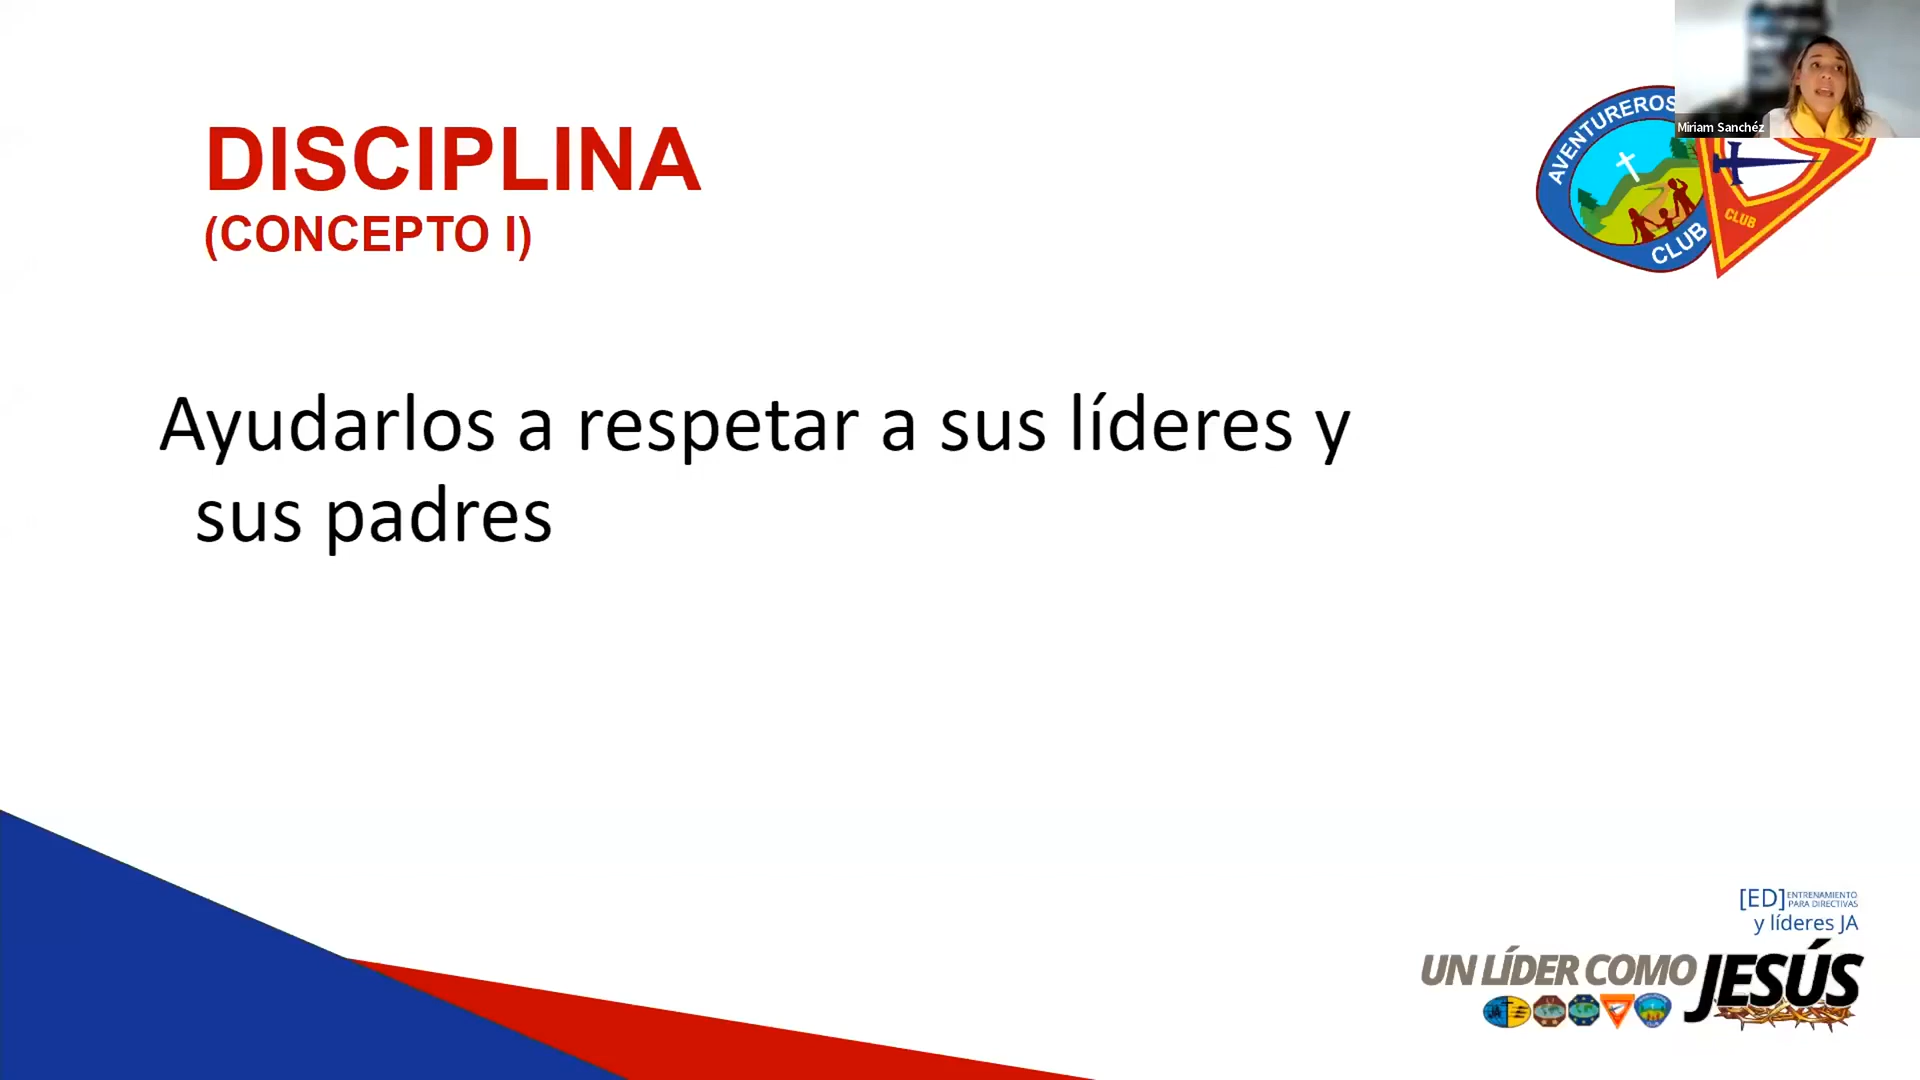 DISCIPLINA
(CONCEPTO I)
AVENTUREROS
CLUB
CLUB
Miriam Sanchéz
Ayudarlos a respetar a sus líderes y
sus padres
[ED] ENTRENAMIENTO
PARA DIRECTIVAS
y líderes JA
UN LÍDER COMO JESÚS